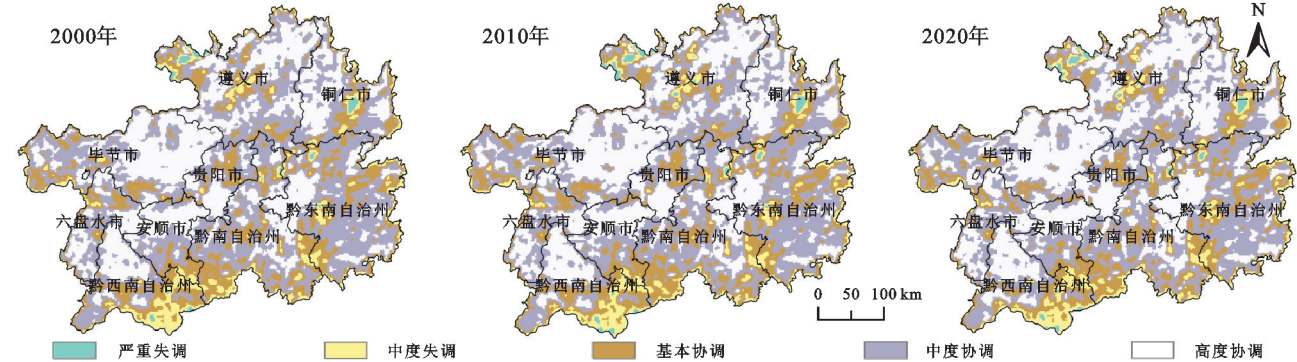 2000年
遵义市
铜仁市
毕节市
贵阳市
六盘水市
安顺市
黔东南自治州
黔南自治州
黔西南自治州
2010年
遵义市
铜仁市
毕节市
贵阳市
六盘水市
安顺市
黔东南自治州
黔南自治州
黔西南自治州
2020年
N
遵义市
铜仁市
毕节市
贵阳市
六盘水市
安顺市
黔东南自治州
黔南自治州
黔西南自治州
0 50 100 km
严重失调 中度失调 基本协调 中度协调 高度协调